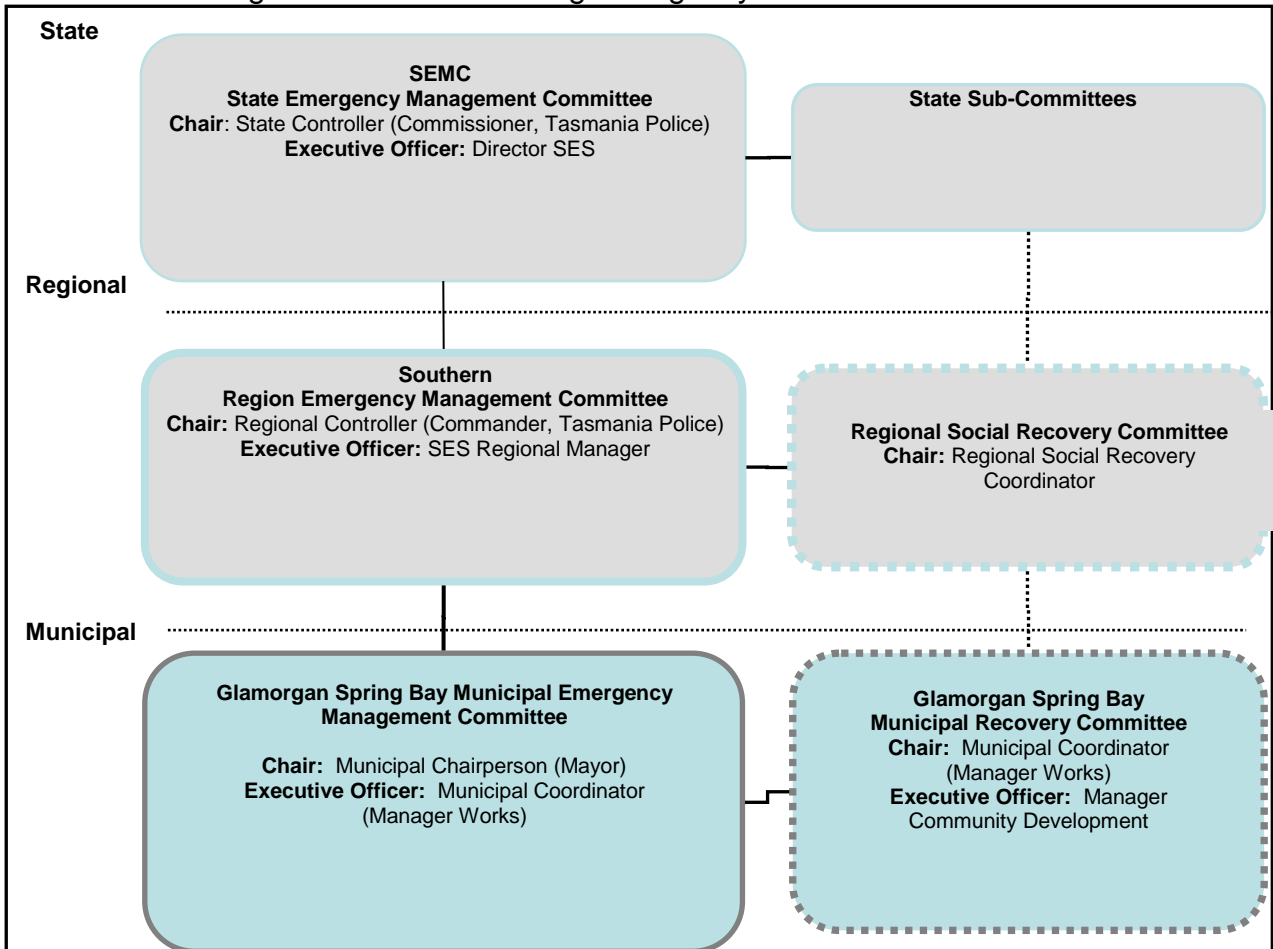 State
SEMC
State Emergency Management Committee
Chair: State Controller (Commissioner, Tasmania Police)
Executive Officer: Director SES
State Sub-Committees
Regional
Southern
Region Emergency Management Committee
Chair: Regional Controller (Commander, Tasmania Police)
Executive Officer: SES Regional Manager
Regional Social Recovery Committee
Chair: Regional Social Recovery
Coordinator
Municipal
Glamorgan Spring Bay Municipal Emergency
Management Committee
Chair: Municipal Chairperson (Mayor)
Executive Officer: Municipal Coordinator
(Manager Works)
Glamorgan Spring Bay
Municipal Recovery Committee
Chair: Municipal Coordinator
(Manager Works)
Executive Officer: Manager
Community Development